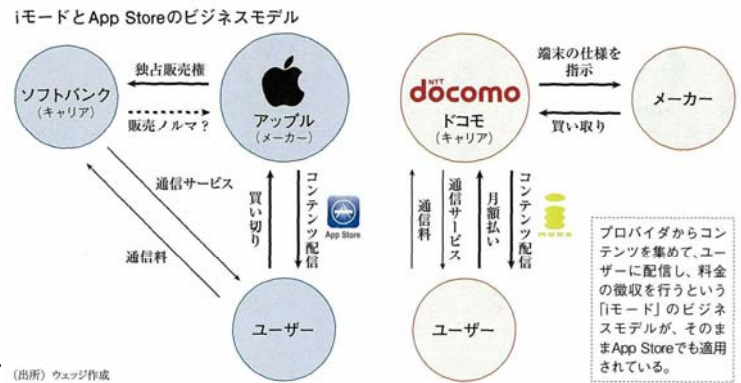 iモードとApp Storeのビジネスモデル
ソフトバンク
(キャリア)
独占販売権
販売ノルマ?
アップル
(メーカー)
通信サービス
通信料
買い切り
コンテンツ配信
App Store
ユーザー
NTT
docomo
ドコモ
(キャリア)
端末の仕様を
指示
買い取り
メーカー
通信料
通信サービス
月額払い
コンテンツ配信
ユーザー
プロバイダからコン
テンツを集めて、ユー
ザーに配信し、料金
の徴収を行うという
「iモード」のビジネ
スモデルが、そのま
まApp Storeでも適用
されている。
(出所) ウェッジ作成